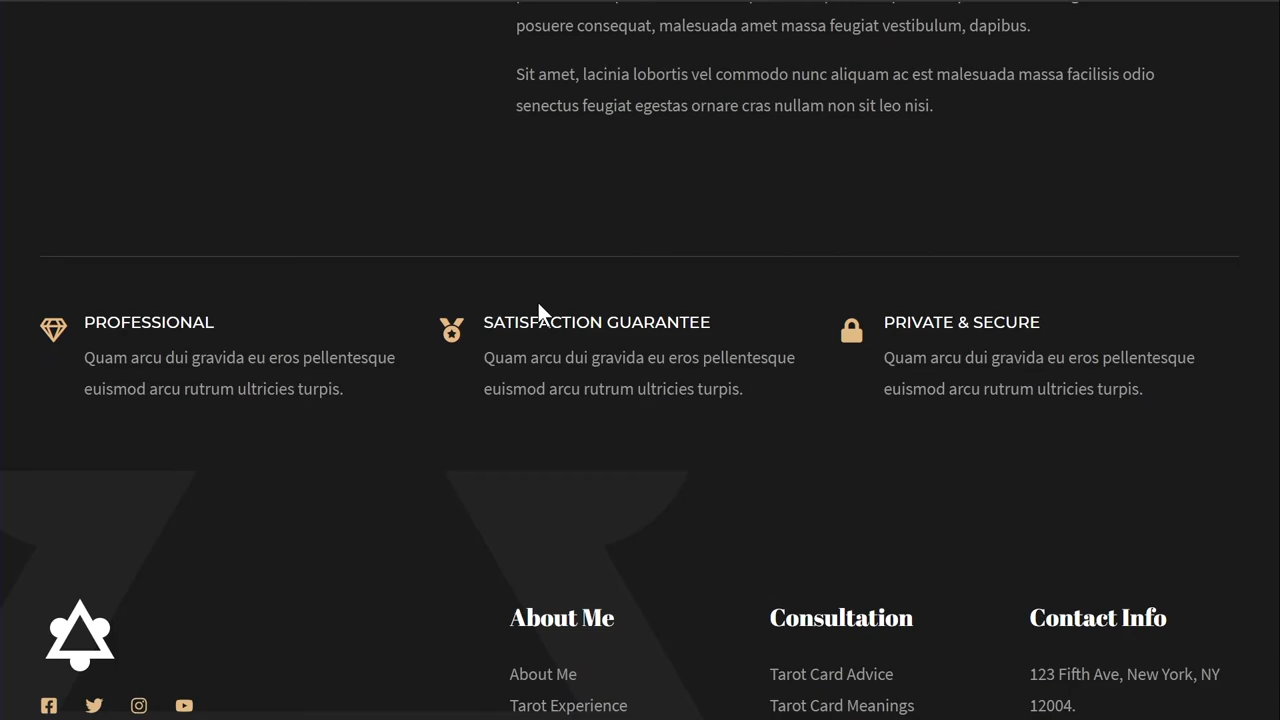 posuere consequat, malesuada amet massa feugiat vestibulum, dapibus.
Sit amet, lacinia lobortis vel commodo nunc aliquam ac est malesuada massa facilisis odio
senectus feugiat egestas ornare cras nullam non sit leo nisi.
PROFESSIONAL
Quam arcu dui gravida eu eros pellentesque
euismod arcu rutrum ultricies turpis.
SATISFACTION GUARANTEE
Quam arcu dui gravida eu eros pellentesque
euismod arcu rutrum ultricies turpis.
PRIVATE & SECURE
Quam arcu dui gravida eu eros pellentesque
euismod arcu rutrum ultricies turpis.
About Me
About Me
Tarot Experience
Consultation
Tarot Card Advice
Tarot Card Meanings
Contact Info
123 Fifth Ave, New York, NY
12004.